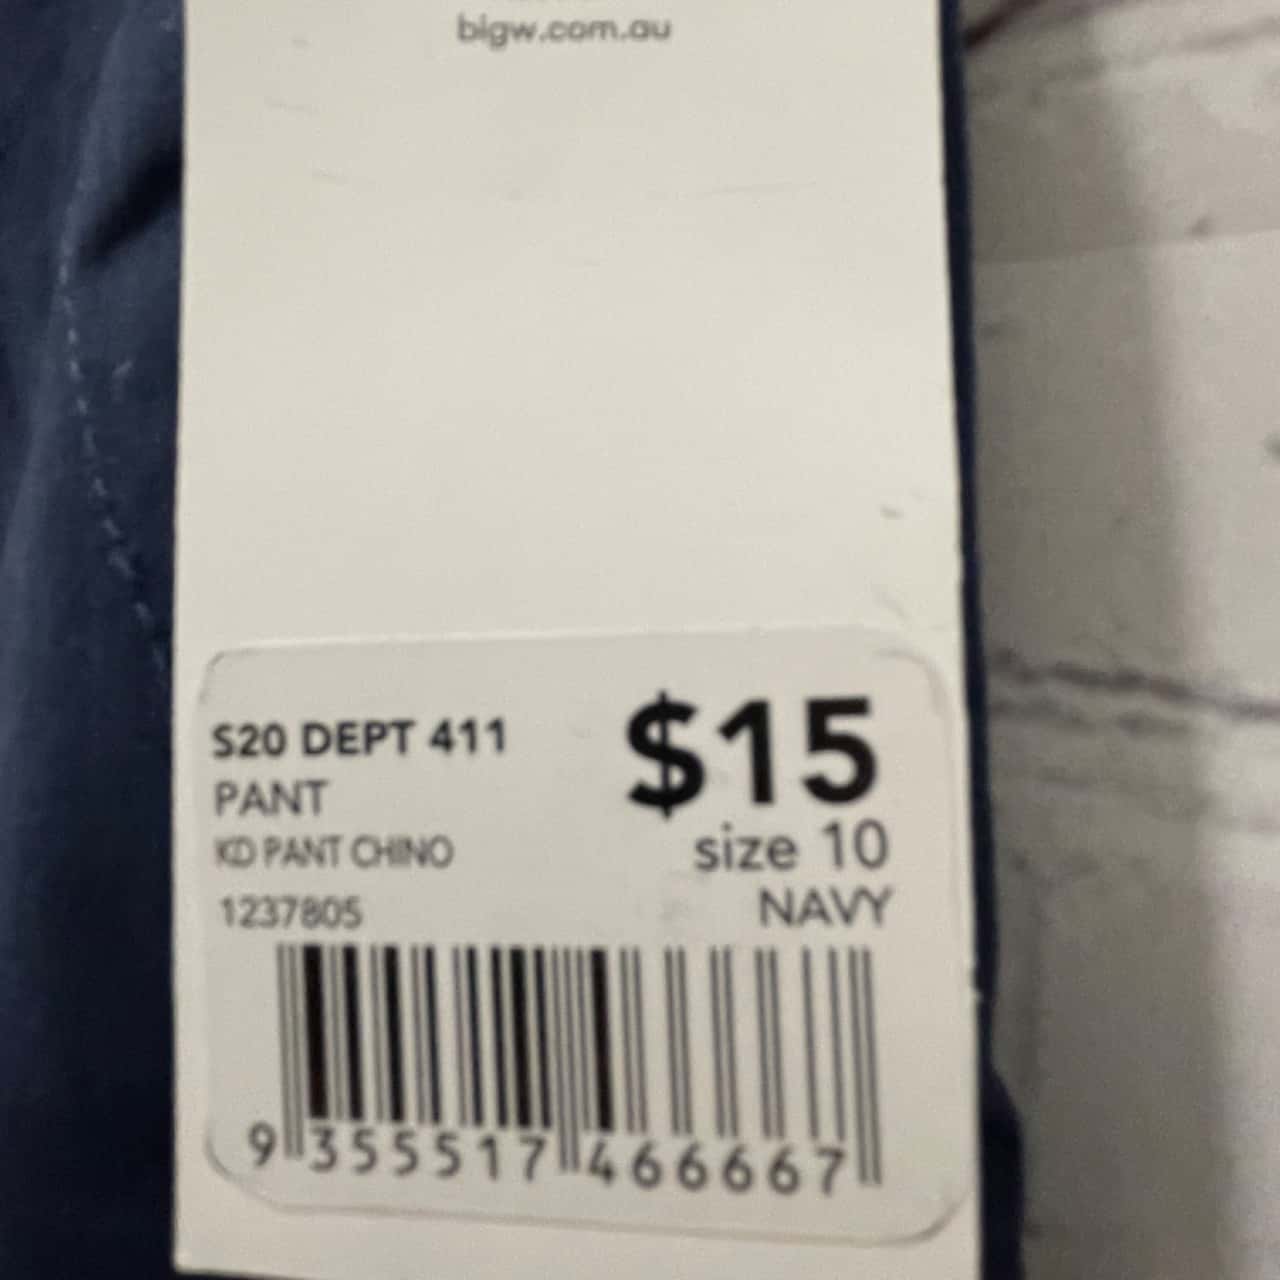 bigw.com.au
S20 DEPT 411
$15
PANT
KD PANT CHINO
size 10
1237805
NAVY
9 355517 466667